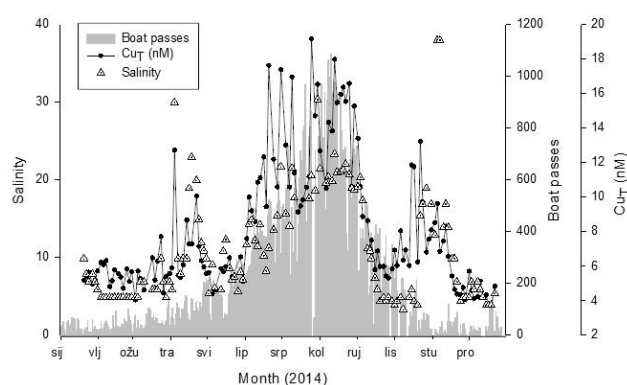 Boat passes
CuT (nM)
Salinity
40
30
20
10
0
Salinity
1200
1000
800
600
400
200
0
Boat passes
20
18
16
14
12
10
8
6
4
2
CuT (nM)
sij vlj ožu tra svi lip srp kol ruj lis stu pro
Month (2014)